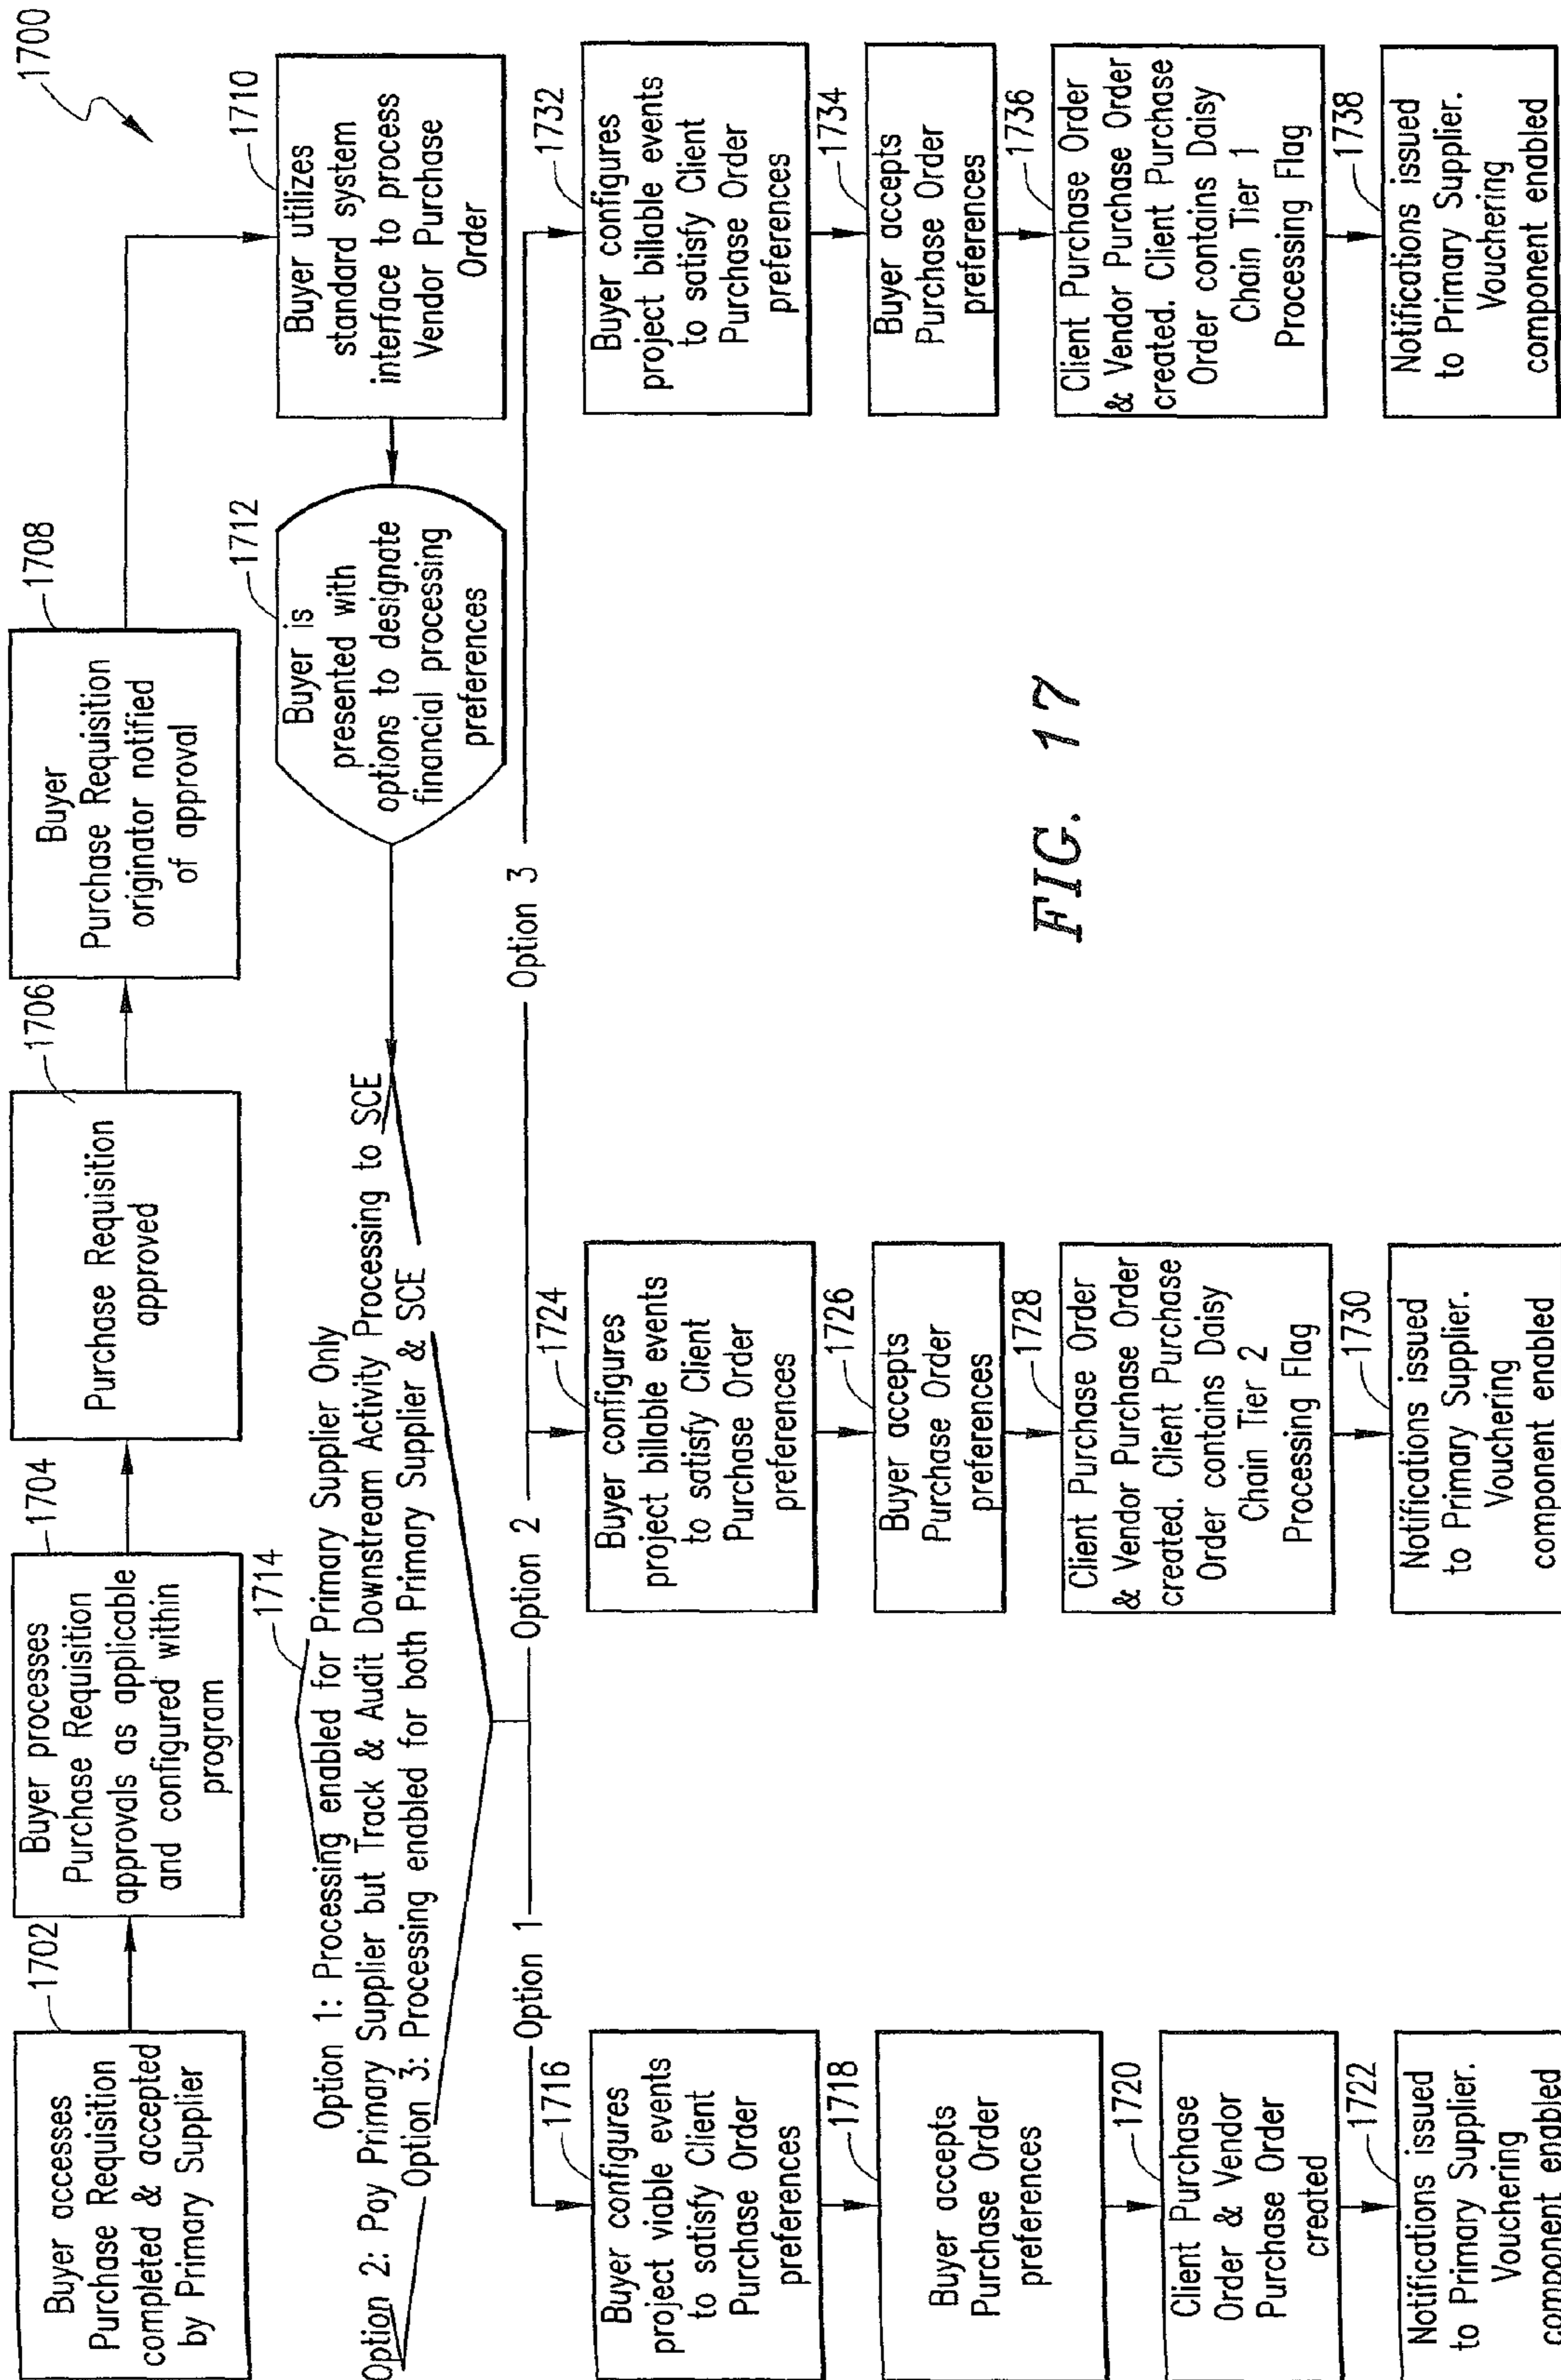 1700
1702
Buyer accesses
Purchase Requisition
completed & accepted
by Primary Supplier
1704
Buyer processes
Purchase Requisition
approvals as applicable
and configured within
program
1706
Purchase Requisition
approved
1708
Buyer
Purchase Requisition
originator notified
of approval
1710
Buyer utilizes
standard system
interface to process
Vendor Purchase
Order
1712
Buyer is
presented with
options to designate
financial processing
preferences
1714
Option 1: Processing enabled for Primary Supplier Only
Option 2: Pay Primary Supplier but Track & Audit Downstream Activity Processing to SCE
Option 3: Processing enabled for both Primary Supplier & SCE
Option 1
Option 2
Option 3
1716
Buyer configures
project viable events
to satisfy Client
Purchase Order
preferences
1718
Buyer accepts
Purchase Order
preferences
1720
Client Purchase
Order & Vendor
Purchase Order
created
1722
Notifications issued
to Primary Supplier.
Vouchering
component enabled
1724
Buyer configures
project billable events
to satisfy Client
Purchase Order
preferences
1726
Buyer accepts
Purchase Order
preferences
1728
Client Purchase Order
& Vendor Purchase Order
created. Client Purchase
Order contains Daisy
Chain Tier 2
Processing Flag
1730
Notifications issued
to Primary Supplier.
Vouchering
component enabled
1732
Buyer configures
project billable events
to satisfy Client
Purchase Order
preferences
1734
Buyer accepts
Purchase Order
preferences
1736
Client Purchase Order
& Vendor Purchase Order
created. Client Purchase
Order contains Daisy
Chain Tier 1
Processing Flag
1738
Notifications issued
to Primary Supplier.
Vouchering
component enabled
FIG. 17